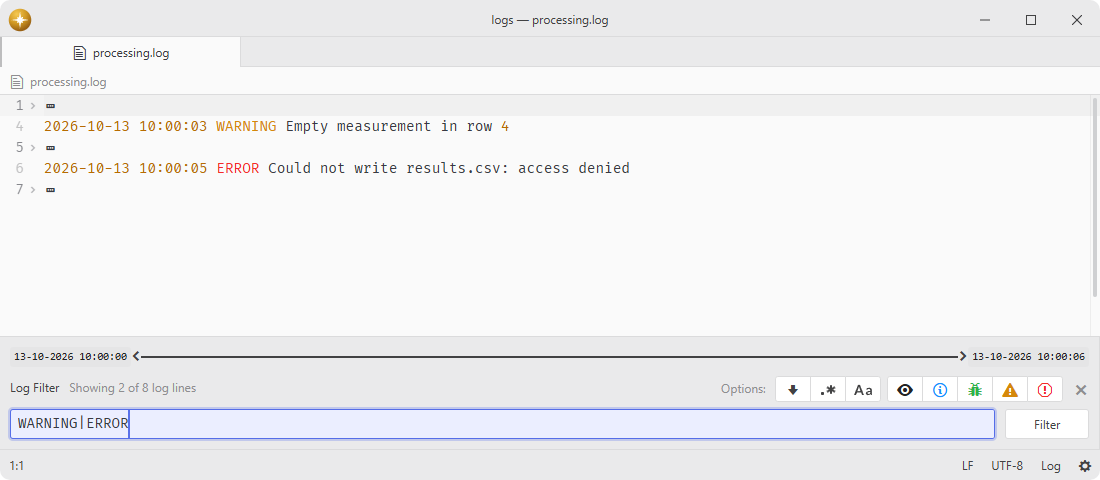 logs — processing.log
processing.log
processing.log
1
4 2026-10-13 10:00:03 WARNING Empty measurement in row 4
5
6 2026-10-13 10:00:05 ERROR Could not write results.csv: access denied
7
13-10-2026 10:00:00 13-10-2026 10:00:06
Log Filter Showing 2 of 8 log lines Options: .* Aa
WARNING|ERROR Filter
1:1 LF UTF-8 Log